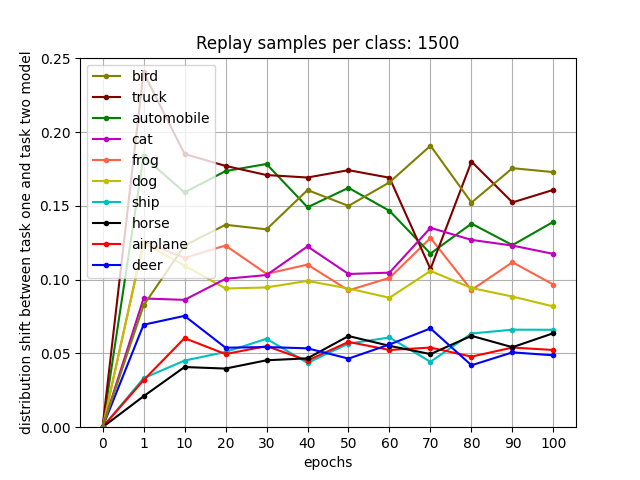 Replay samples per class: 1500
distribution shift between task one and task two model
0.25
0.20
0.15
0.10
0.05
0.00
bird
truck
automobile
cat
frog
dog
ship
horse
airplane
deer
0 1 10 20 30 40 50 60 70 80 90 100
epochs